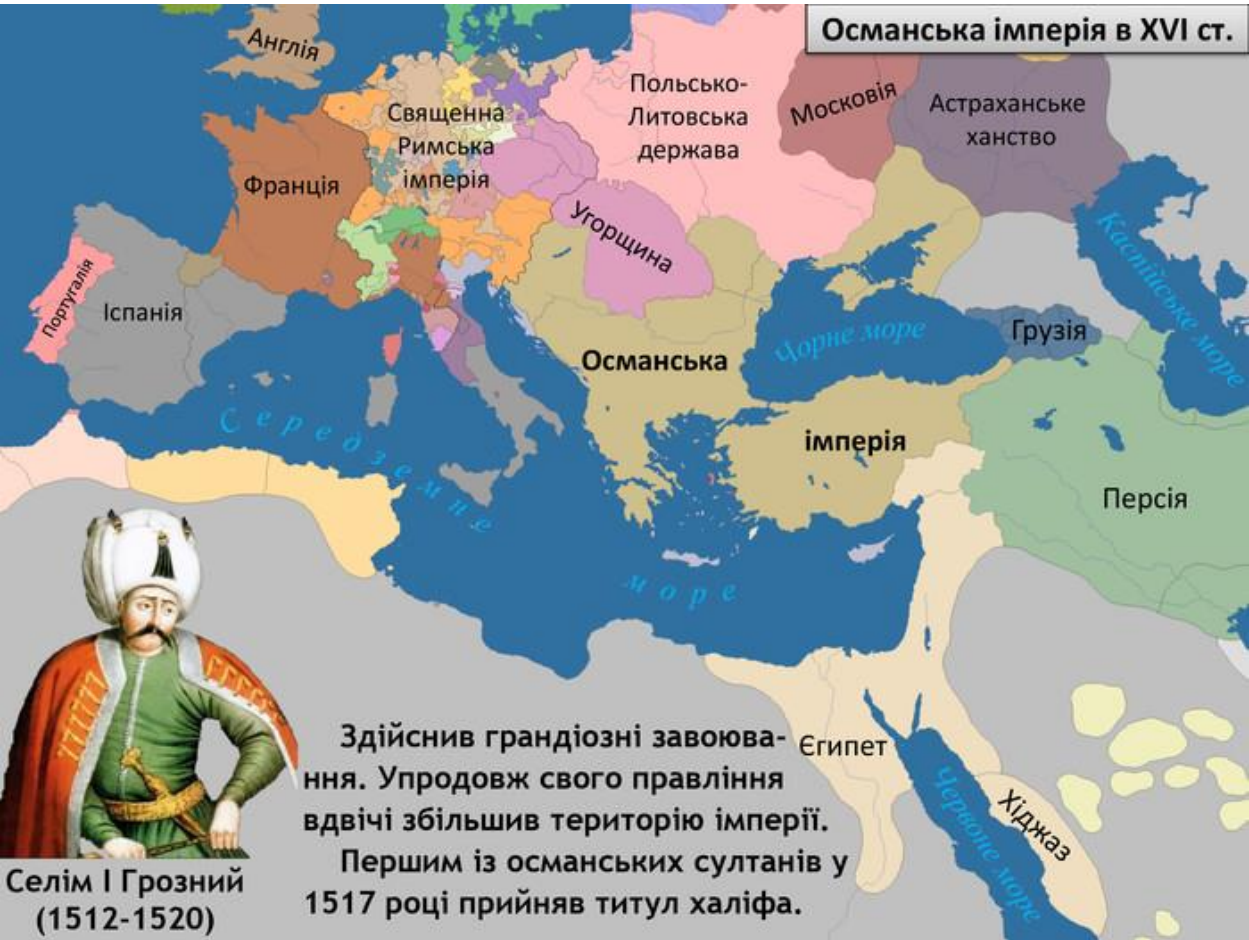 Османська імперія в XVI ст.
Англія
Священна
Римська
імперія
Польсько-
Литовська
держава
Московія
Астраханське
ханство
Франція
Угорщина
Португалія
Іспанія
Каспійське море
Чорне море
Грузія
Османська
імперія
Середземне
море
Персія
Єгипет
Хіджаз
Червоне море
Здійснив грандіозні завоюва-
ння. Упродовж свого правління
вдвічі збільшив територію імперії.
Першим із османських султанів у
1517 році прийняв титул халіфа.
Селім І Грозний
(1512-1520)